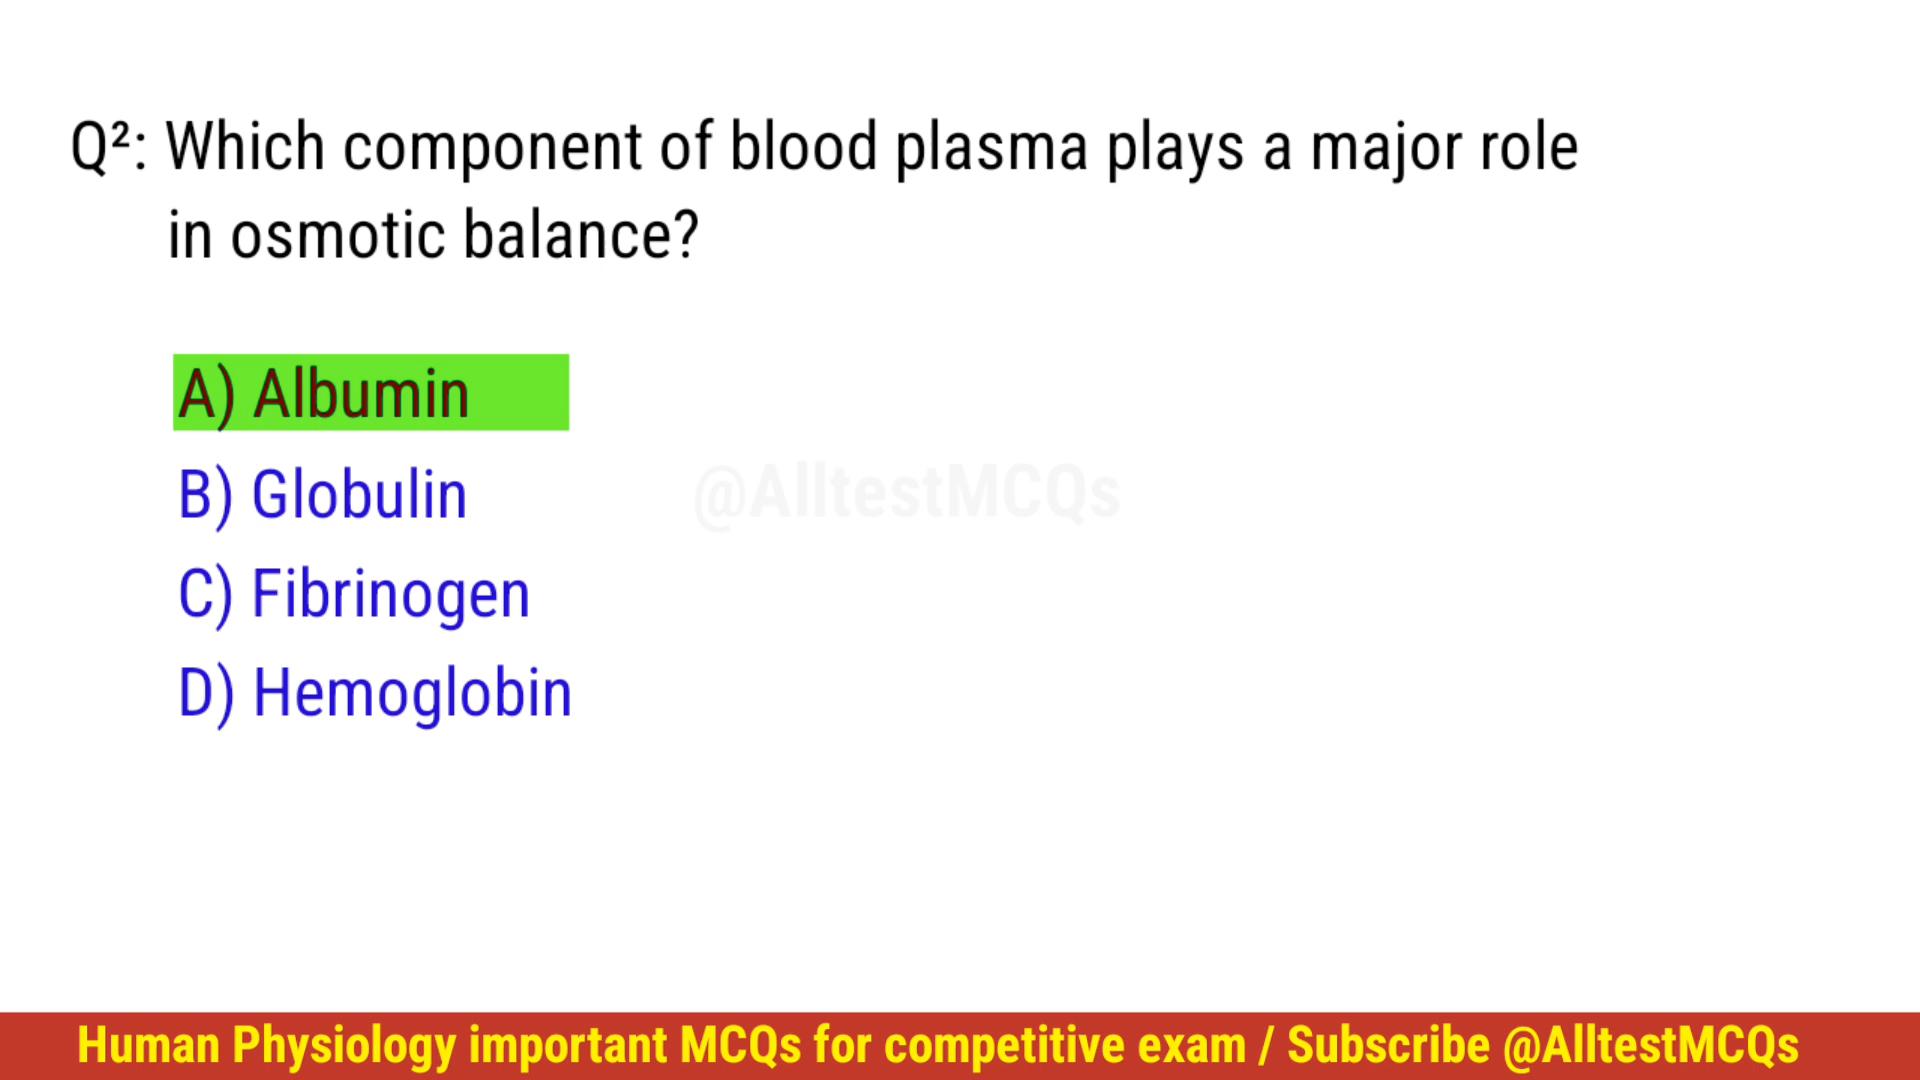 Q²: Which component of blood plasma plays a major role
in osmotic balance?
A) Albumin
B) Globulin
@AlltestMCQs
C) Fibrinogen
D) Hemoglobin
Human Physiology important MCQs for competitive exam / Subscribe @AlltestMCQs